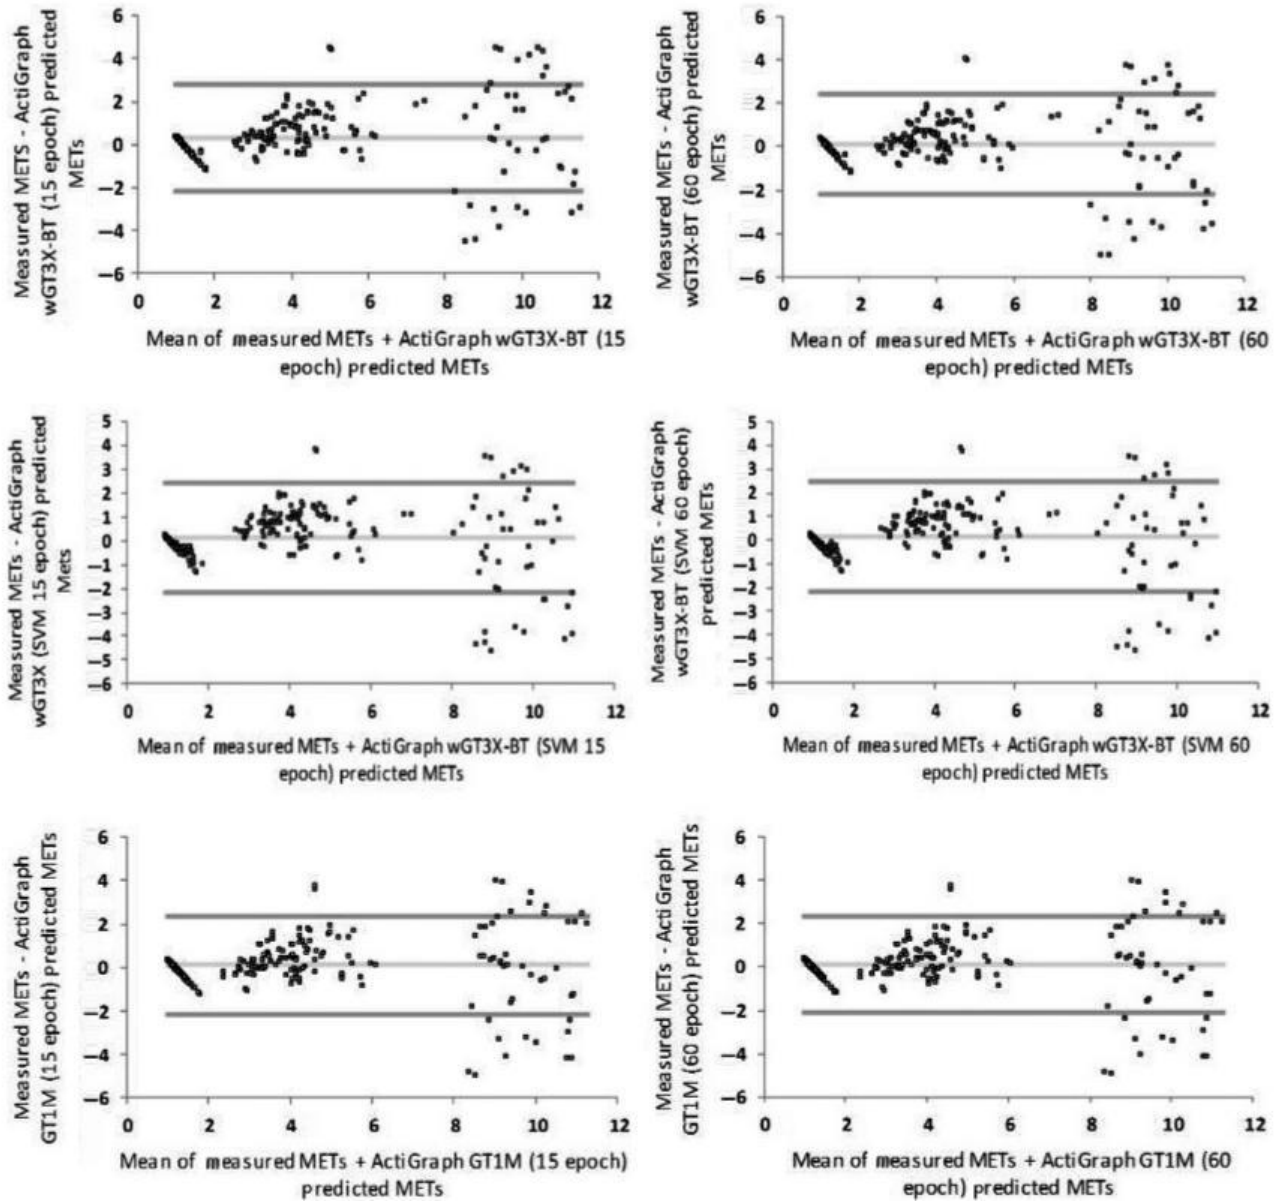 Measured METS - ActiGraph
wGT3X-BT (15 epoch) predicted
METs
6
4
2
0
−2
−4
−6
0 2 4 6 8 10 12
Mean of measured METs + ActiGraph wGT3X-BT (15
epoch) predicted METs
Measured METS - ActiGraph
wGT3X-BT (60 epoch) predicted
METs
6
4
2
0
−2
−4
−6
0 2 4 6 8 10 12
Mean of measured METs + ActiGraph wGT3X-BT (60
epoch) predicted METs
Measured METS - ActiGraph
wGT3X (SVM 15 epoch) predicted
Mets
5
4
3
2
1
0
−1
−2
−3
−4
−5
−6
0 2 4 6 8 10 12
Mean of measured METs + ActiGraph wGT3X-BT (SVM 15
epoch) predicted METs
Measured METS - ActiGraph
wGT3X-BT (SVM 60 epoch)
predicted METs
5
4
3
2
1
0
−1
−2
−3
−4
−5
−6
0 2 4 6 8 10 12
Mean of measured METs + ActiGraph wGT3X-BT (SVM 60
epoch) predicted METs
Measured METS - ActiGraph
GT1M (15 epoch) predicted METs
6
4
2
0
−2
−4
−6
0 2 4 6 8 10 12
Mean of measured METs + ActiGraph GT1M (15 epoch)
predicted METs
Measured METS - ActiGraph
GT1M (60 epoch) predicted METs
6
4
2
0
−2
−4
−6
0 2 4 6 8 10 12
Mean of measured METs + ActiGraph GT1M (60
epoch) predicted METs